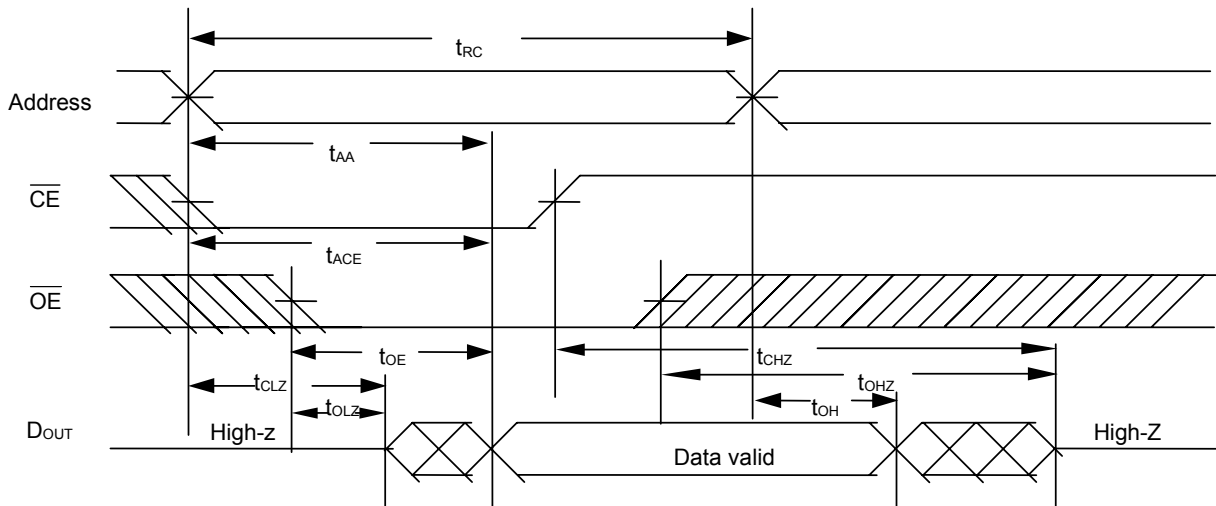 tRC
Address
tAA
CE
tACE
OE
tOE
tCHZ
tCLZ
tOHZ
tOLZ
tOH
DOUT
High-z
Data valid
High-Z